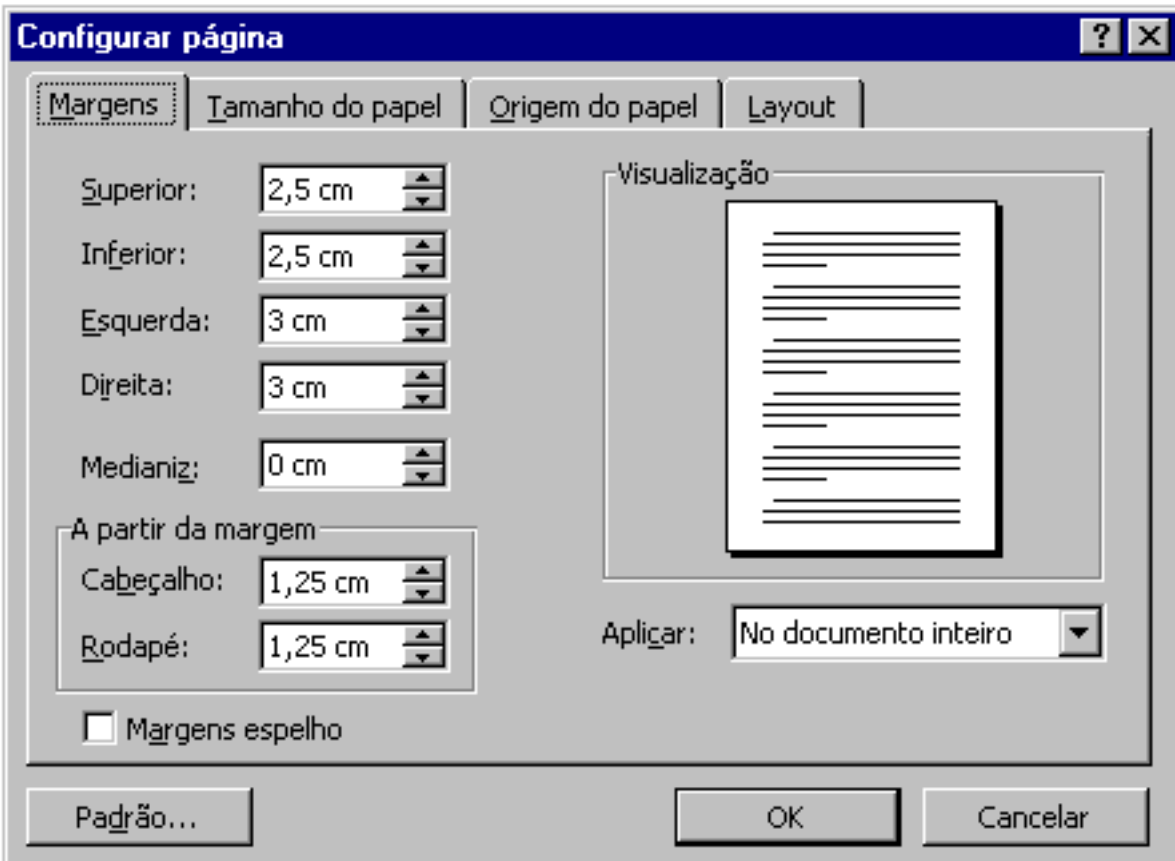 Configurar página
Margens Tamanho do papel Origem do papel Layout
Superior: 2,5 cm
Inferior: 2,5 cm
Esquerda: 3 cm
Direita: 3 cm
Medianiz: 0 cm
A partir da margem
Cabeçalho: 1,25 cm
Rodapé: 1,25 cm
Margens espelho
Visualização
Aplicar: No documento inteiro
Padrão... OK Cancelar